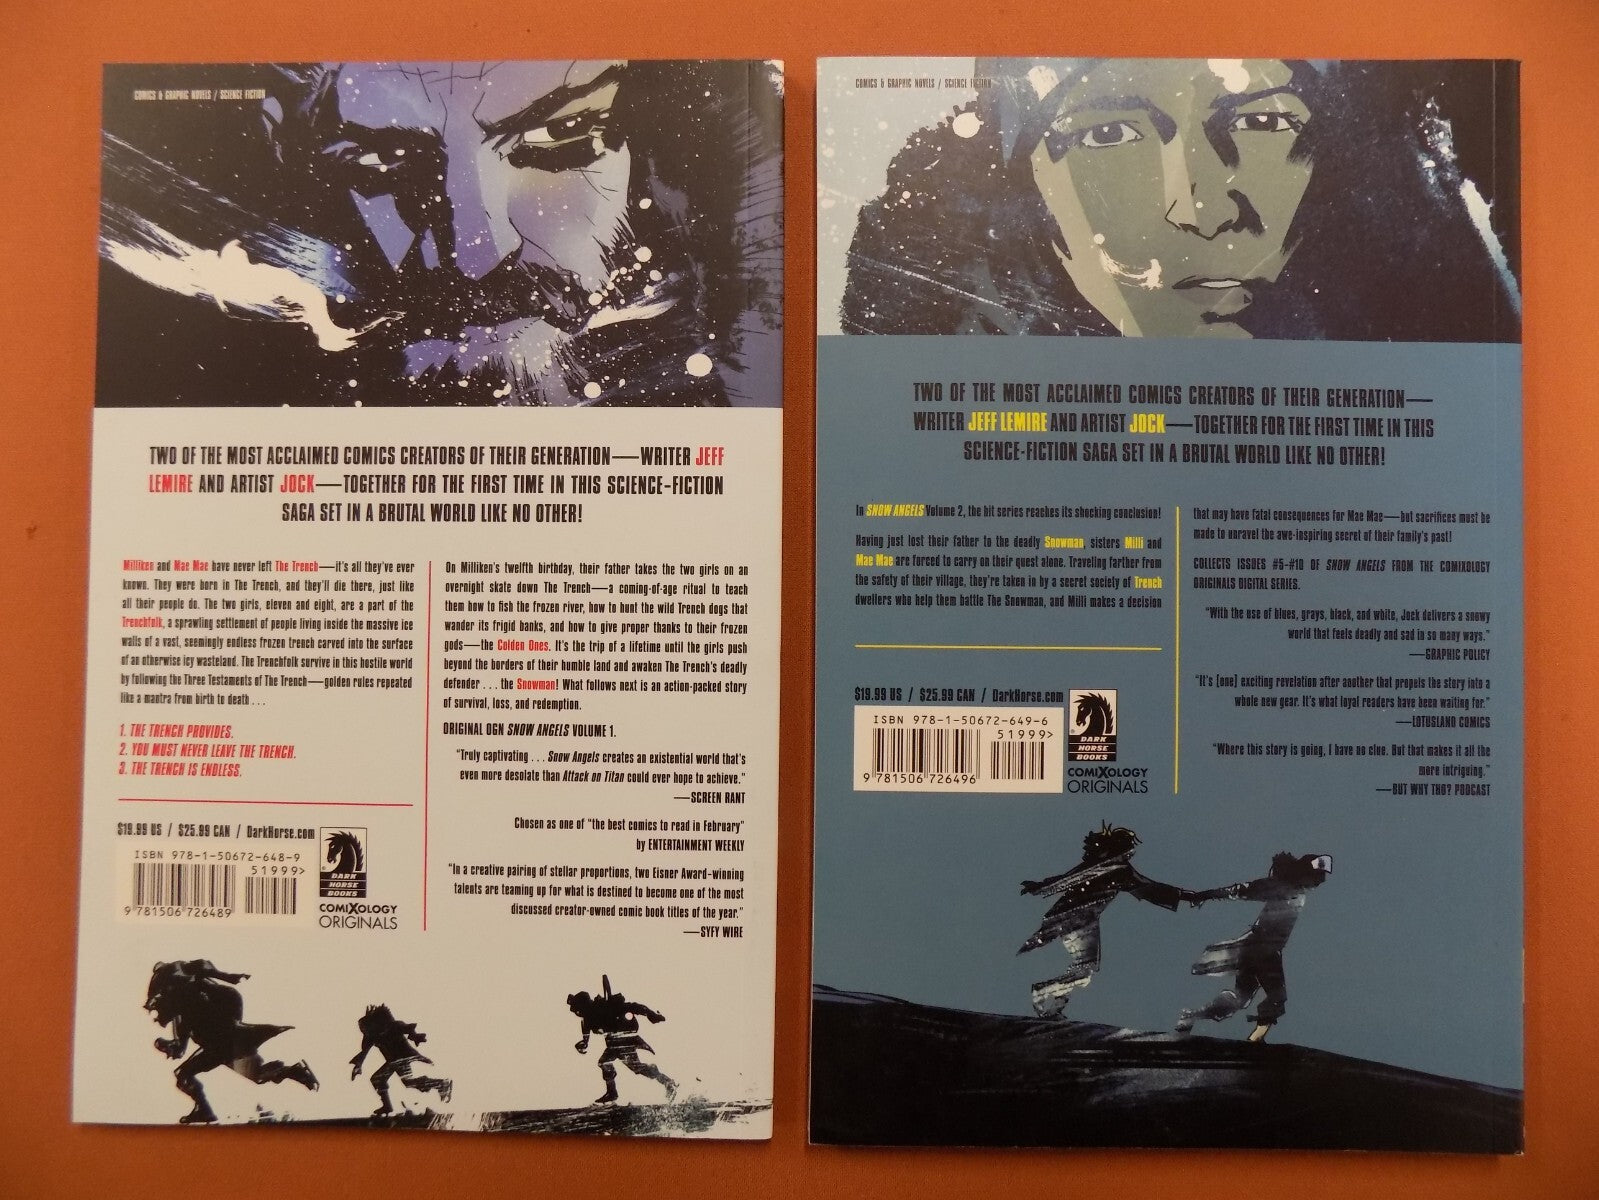 COMICS & GRAPHIC NOVELS / SCIENCE FICTION
TWO OF THE MOST ACCLAIMED COMICS CREATORS OF THEIR GENERATION—WRITER JEFF
LEMIRE AND ARTIST JOCK—TOGETHER FOR THE FIRST TIME IN THIS SCIENCE-FICTION
SAGA SET IN A BRUTAL WORLD LIKE NO OTHER!
Milliken and Mae Mae have never left The Trench—it's all they've ever
known. They were born in The Trench, and they'll die there, just like
all their people do. The two girls, eleven and eight, are a part of the
Trenchfolk, a sprawling settlement of people living inside the massive ice
walls of a vast, seemingly endless frozen trench carved into the surface
of an otherwise icy wasteland. The Trenchfolk survive in this hostile world
by following the Three Testaments of The Trench—golden rules repeated
like a mantra from birth to death . . .
1. THE TRENCH PROVIDES.
2. YOU MUST NEVER LEAVE THE TRENCH.
3. THE TRENCH IS ENDLESS.
$19.99 US / $25.99 CAN / DarkHorse.com
ISBN 978-1-50672-648-9
51999>
9 781506 726489
DARK
HORSE
BOOKS
COMIXOLOGY
ORIGINALS
On Milliken's twelfth birthday, their father takes the two girls on an
overnight skate down The Trench—a coming-of-age ritual to teach
them how to fish the frozen river, how to hunt the wild Trench dogs that
wander its frigid banks, and how to give proper thanks to their frozen
gods—the Colden Ones. It's the trip of a lifetime until the girls push
beyond the borders of their humble land and awaken The Trench's deadly
defender . . . the Snowman! What follows next is an action-packed story
of survival, loss, and redemption.
ORIGINAL OGN SNOW ANGELS VOLUME 1.
"Truly captivating . . . Snow Angels creates an existential world that's
even more desolate than Attack on Titan could ever hope to achieve."
—SCREEN RANT
Chosen as one of "the best comics to read in February"
by ENTERTAINMENT WEEKLY
"In a creative pairing of stellar proportions, two Eisner Award-winning
talents are teaming up for what is destined to become one of the most
discussed creator-owned comic book titles of the year."
—SYFY WIRE
COMICS & GRAPHIC NOVELS / SCIENCE FICTION
TWO OF THE MOST ACCLAIMED COMICS CREATORS OF THEIR GENERATION—
WRITER JEFF LEMIRE AND ARTIST JOCK—TOGETHER FOR THE FIRST TIME IN THIS
SCIENCE-FICTION SAGA SET IN A BRUTAL WORLD LIKE NO OTHER!
In SNOW ANGELS Volume 2, the hit series reaches its shocking conclusion!
Having just lost their father to the deadly Snowman, sisters Milli and
Mae Mae are forced to carry on their quest alone. Traveling farther from
the safety of their village, they're taken in by a secret society of Trench
dwellers who help them battle The Snowman, and Milli makes a decision
$19.99 US / $25.99 CAN / DarkHorse.com
ISBN 978-1-50672-649-6
51999>
9 781506 726496
DARK
HORSE
BOOKS
COMIXOLOGY
ORIGINALS
that may have fatal consequences for Mae Mae—but sacrifices must be
made to unravel the awe-inspiring secret of their family's past!
COLLECTS ISSUES #5–#10 OF SNOW ANGELS FROM THE COMIXOLOGY
ORIGINALS DIGITAL SERIES.
"With the use of blues, grays, black, and white, Jock delivers a snowy
world that feels deadly and sad in so many ways."
—GRAPHIC POLICY
"It's [one] exciting revelation after another that propels the story into a
whole new gear. It's what loyal readers have been waiting for."
—LOTUSLAND COMICS
"Where this story is going, I have no clue. But that makes it all the
more intriguing."
—BUT WHY THO? PODCAST